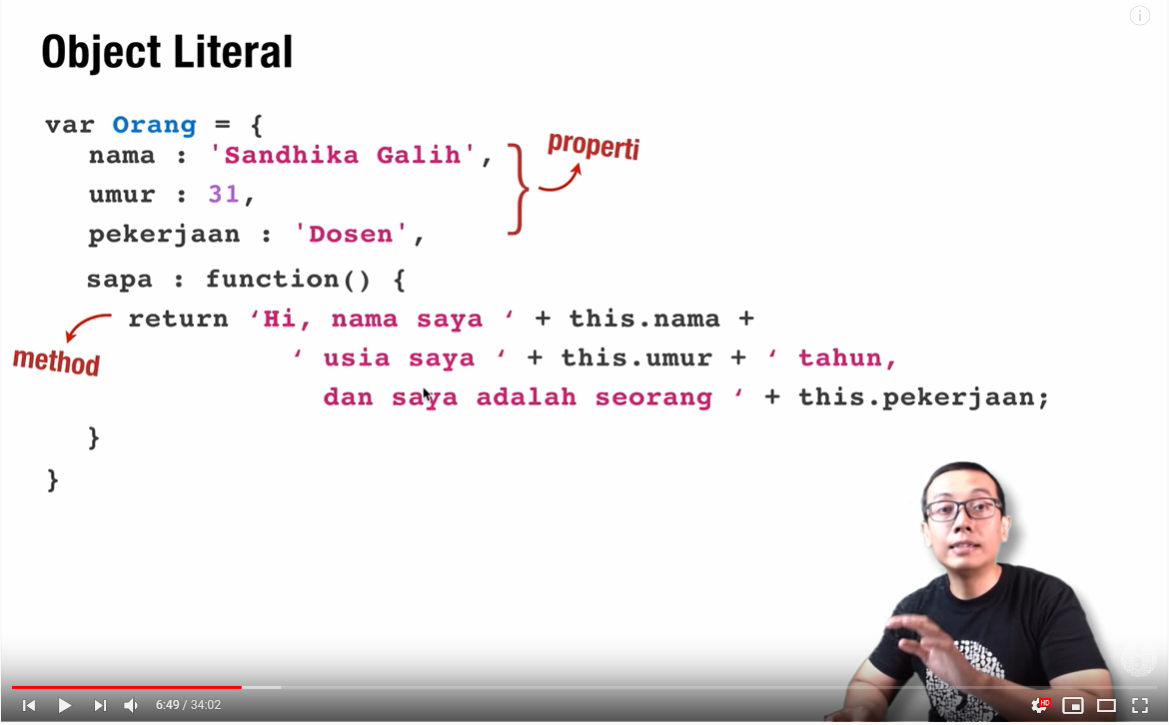 Object Literal
var Orang = {
nama : 'Sandhika Galih',
properti
umur : 31,
pekerjaan : 'Dosen',
sapa : function() {
return ‘Hi, nama saya ‘ + this.nama +
method
‘ usia saya ‘ + this.umur + ‘ tahun,
dan saya adalah seorang ‘ + this.pekerjaan;
}
}
6:49 / 34:02
HD